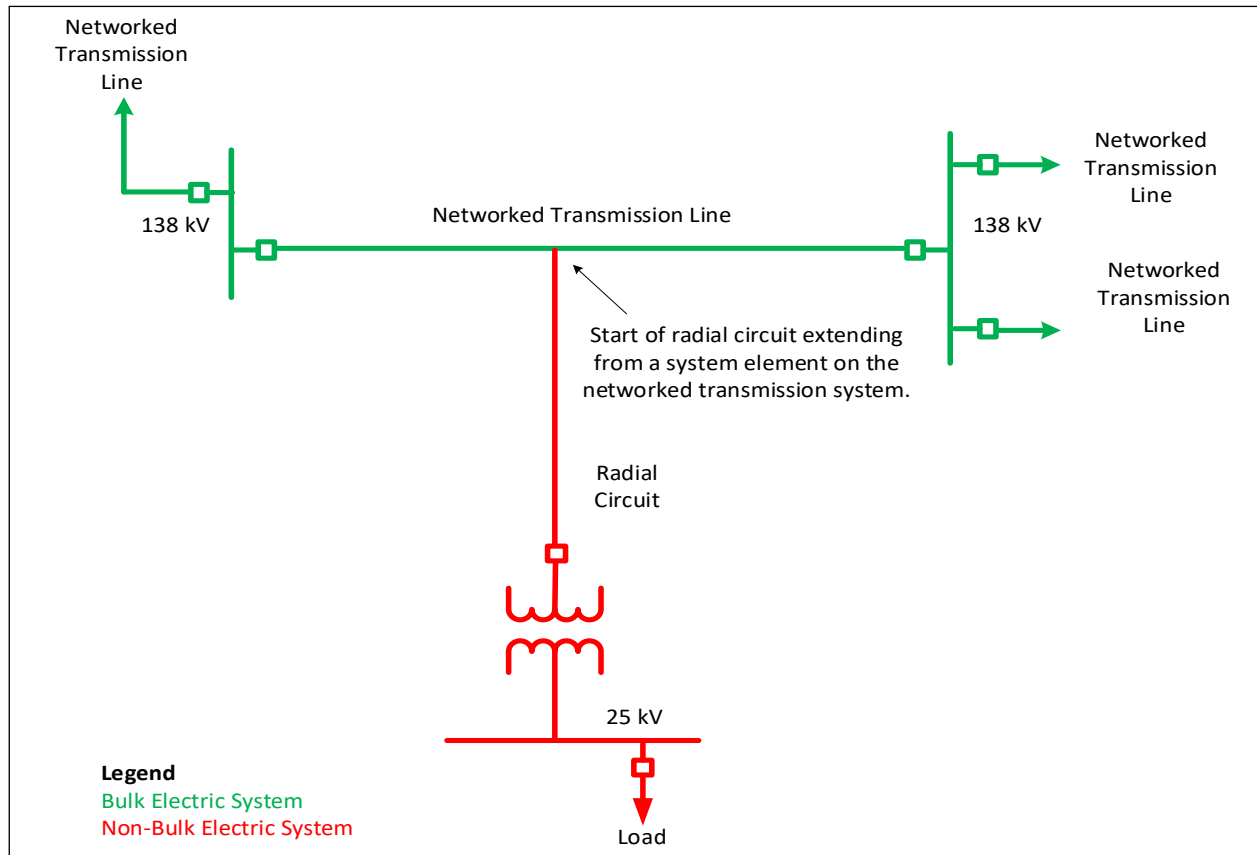 Networked
Transmission
Line
Networked
Transmission
Line
Networked Transmission Line
138 kV
138 kV
Networked
Transmission
Line
Start of radial circuit extending
from a system element on the
networked transmission system.
Radial
Circuit
25 kV
Legend
Bulk Electric System
Non-Bulk Electric System
Load